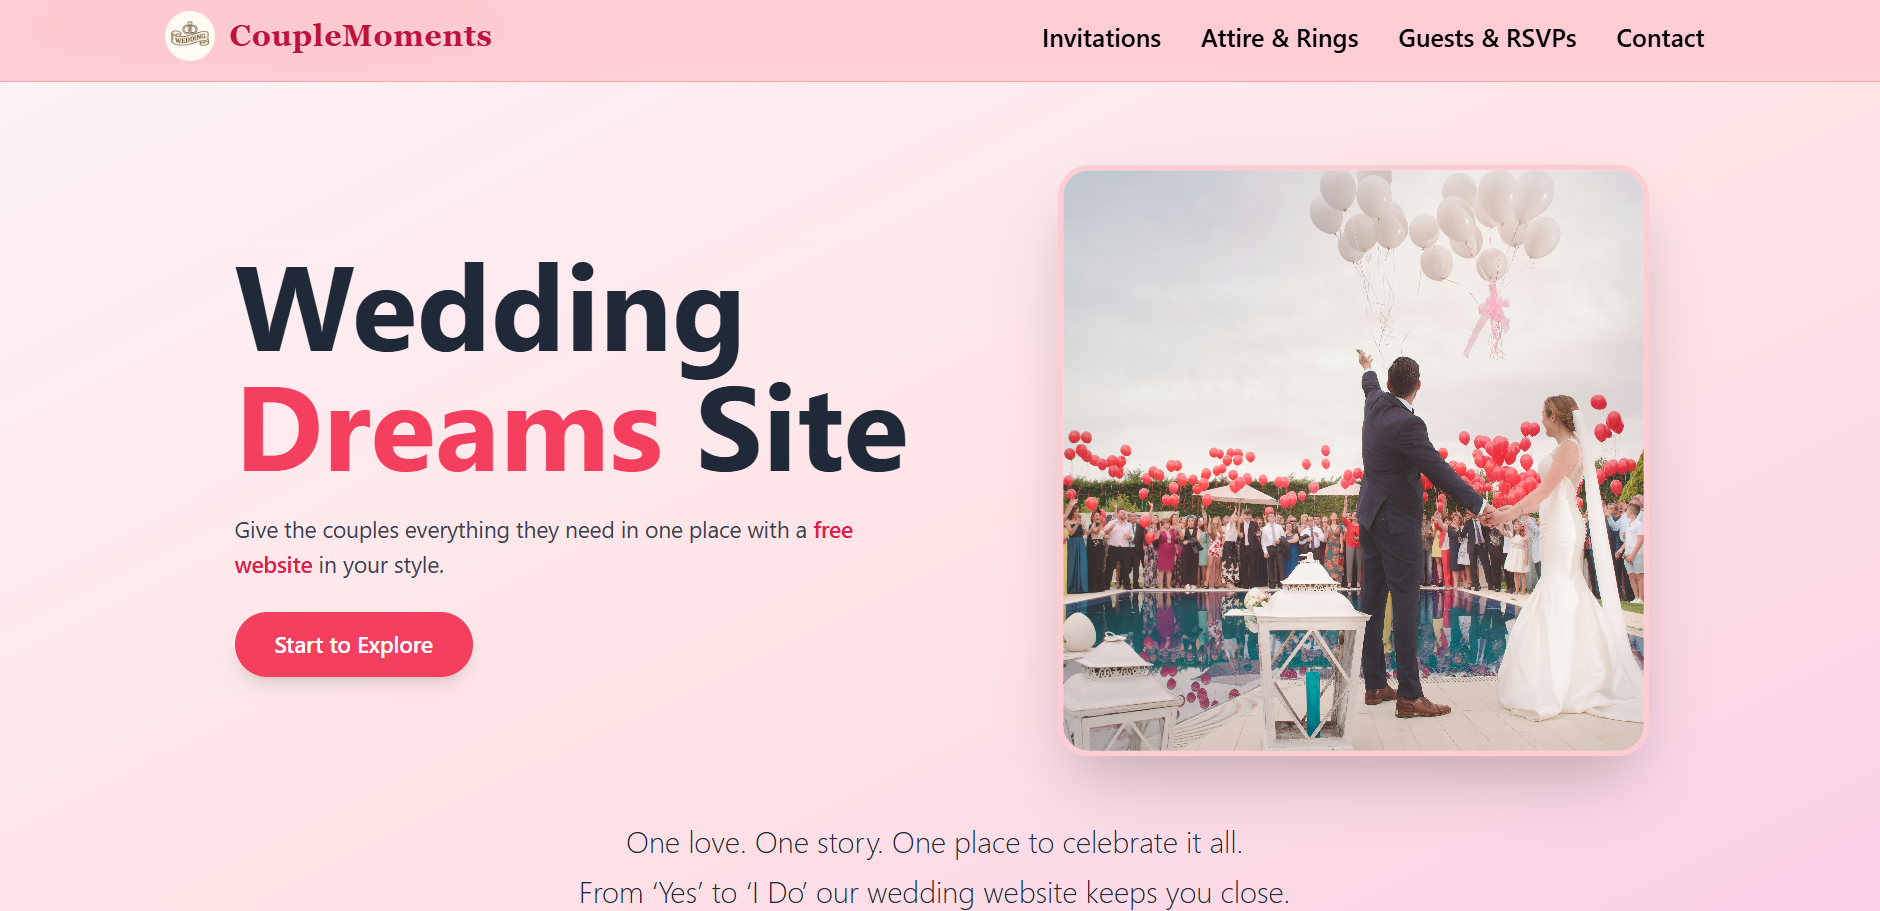 WEDDING
CoupleMoments
Invitations
Attire & Rings
Guests & RSVPs
Contact
Wedding
Dreams Site
Give the couples everything they need in one place with a free
website in your style.
Start to Explore
One love. One story. One place to celebrate it all.
From ‘Yes’ to ‘I Do’ our wedding website keeps you close.